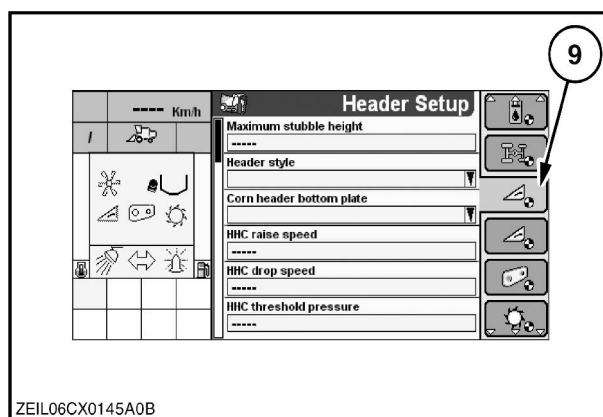 9
---- Km/h
Header Setup
Maximum stubble height
-----
/
Header style
Corn header bottom plate
HHC raise speed
-----
HHC drop speed
-----
HHC threshold pressure
-----
ZEIL06CX0145A0B